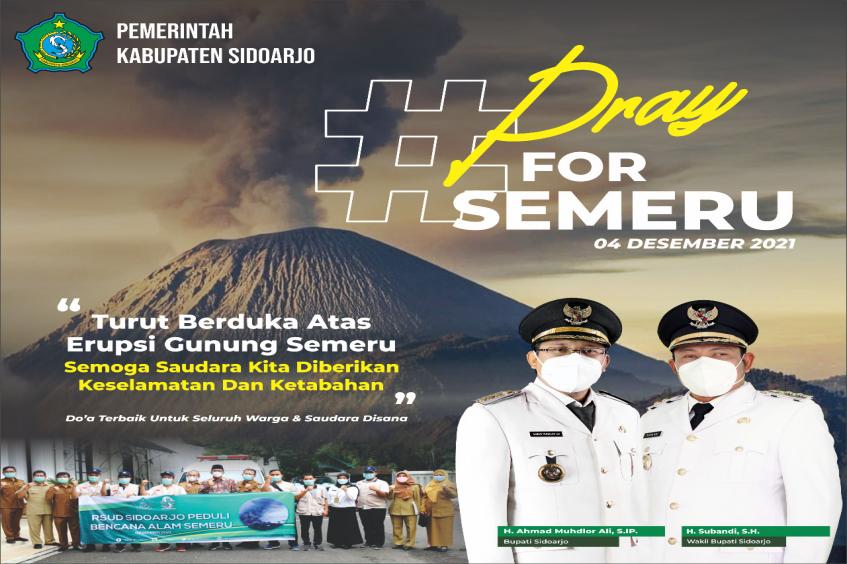 PEMERINTAH
KABUPATEN SIDOARJO
#Pray
FOR
SEMERU
04 DESEMBER 2021
“
Turut Berduka Atas
Erupsi Gunung Semeru
Semoga Saudara Kita Diberikan
Keselamatan Dan Ketabahan
”
Do'a Terbaik Untuk Seluruh Warga & Saudara Disana
RSUD SIDOARJO PEDULI
BENCANA ALAM SEMERU
H. Ahmad Muhdlor Ali, S.IP.
Bupati Sidoarjo
H. Subandi, S.H.
Wakil Bupati Sidoarjo